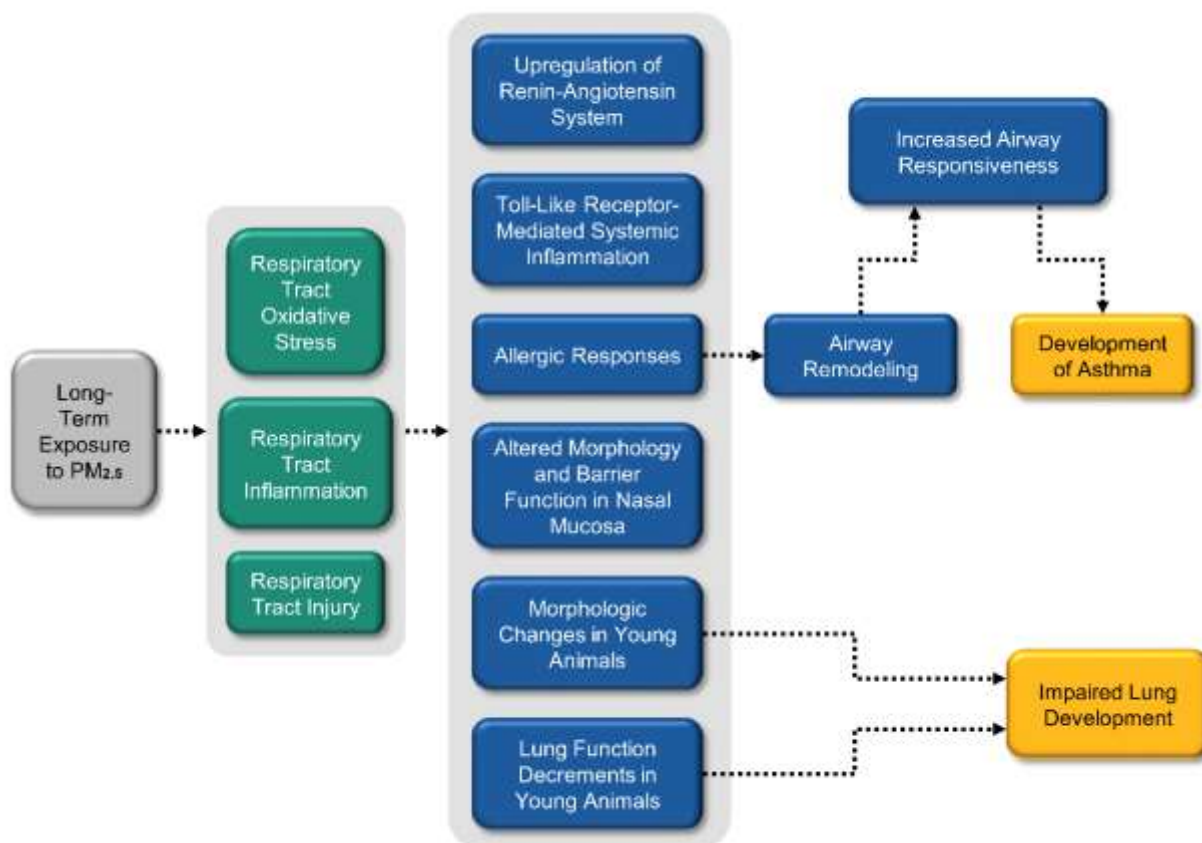 Long-
Term
Exposure
to PM2.5
Respiratory
Tract
Oxidative
Stress
Respiratory
Tract
Inflammation
Respiratory
Tract Injury
Upregulation of
Renin-Angiotensin
System
Toll-Like Receptor-
Mediated Systemic
Inflammation
Allergic Responses
Altered Morphology
and Barrier
Function in Nasal
Mucosa
Morphologic
Changes in Young
Animals
Lung Function
Decrements in
Young Animals
Airway
Remodeling
Increased Airway
Responsiveness
Development
of Asthma
Impaired Lung
Development